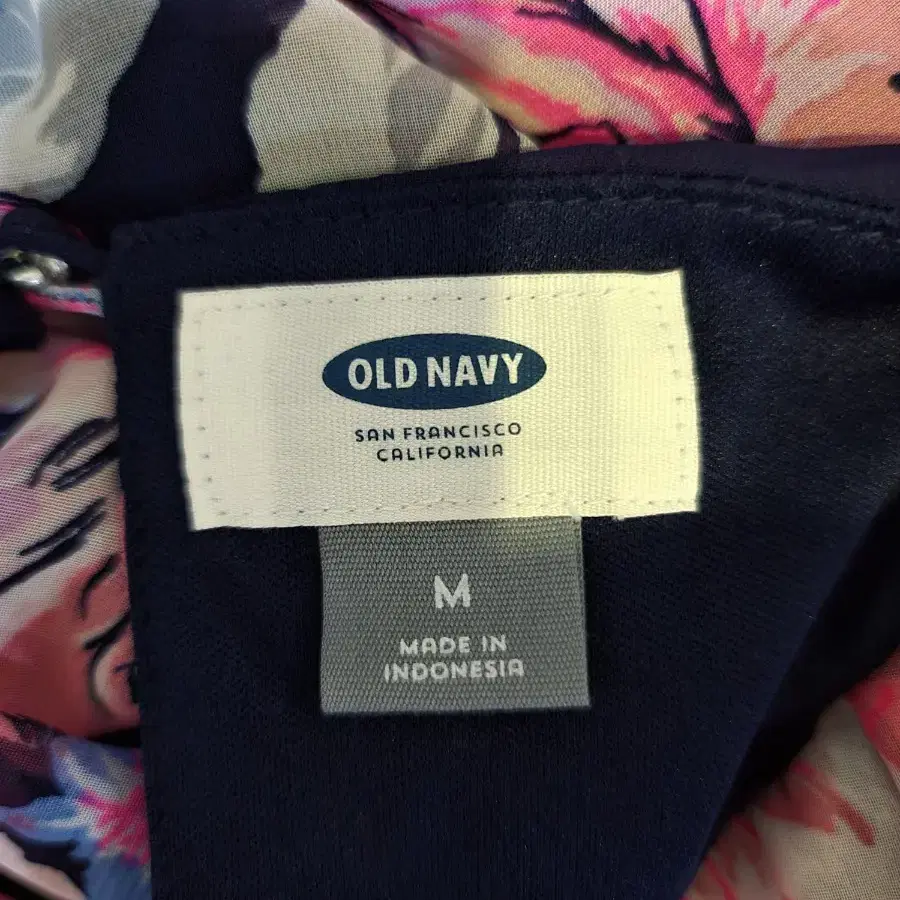 OLD NAVY
SAN FRANCISCO
CALIFORNIA
M
MADE IN
INDONESIA